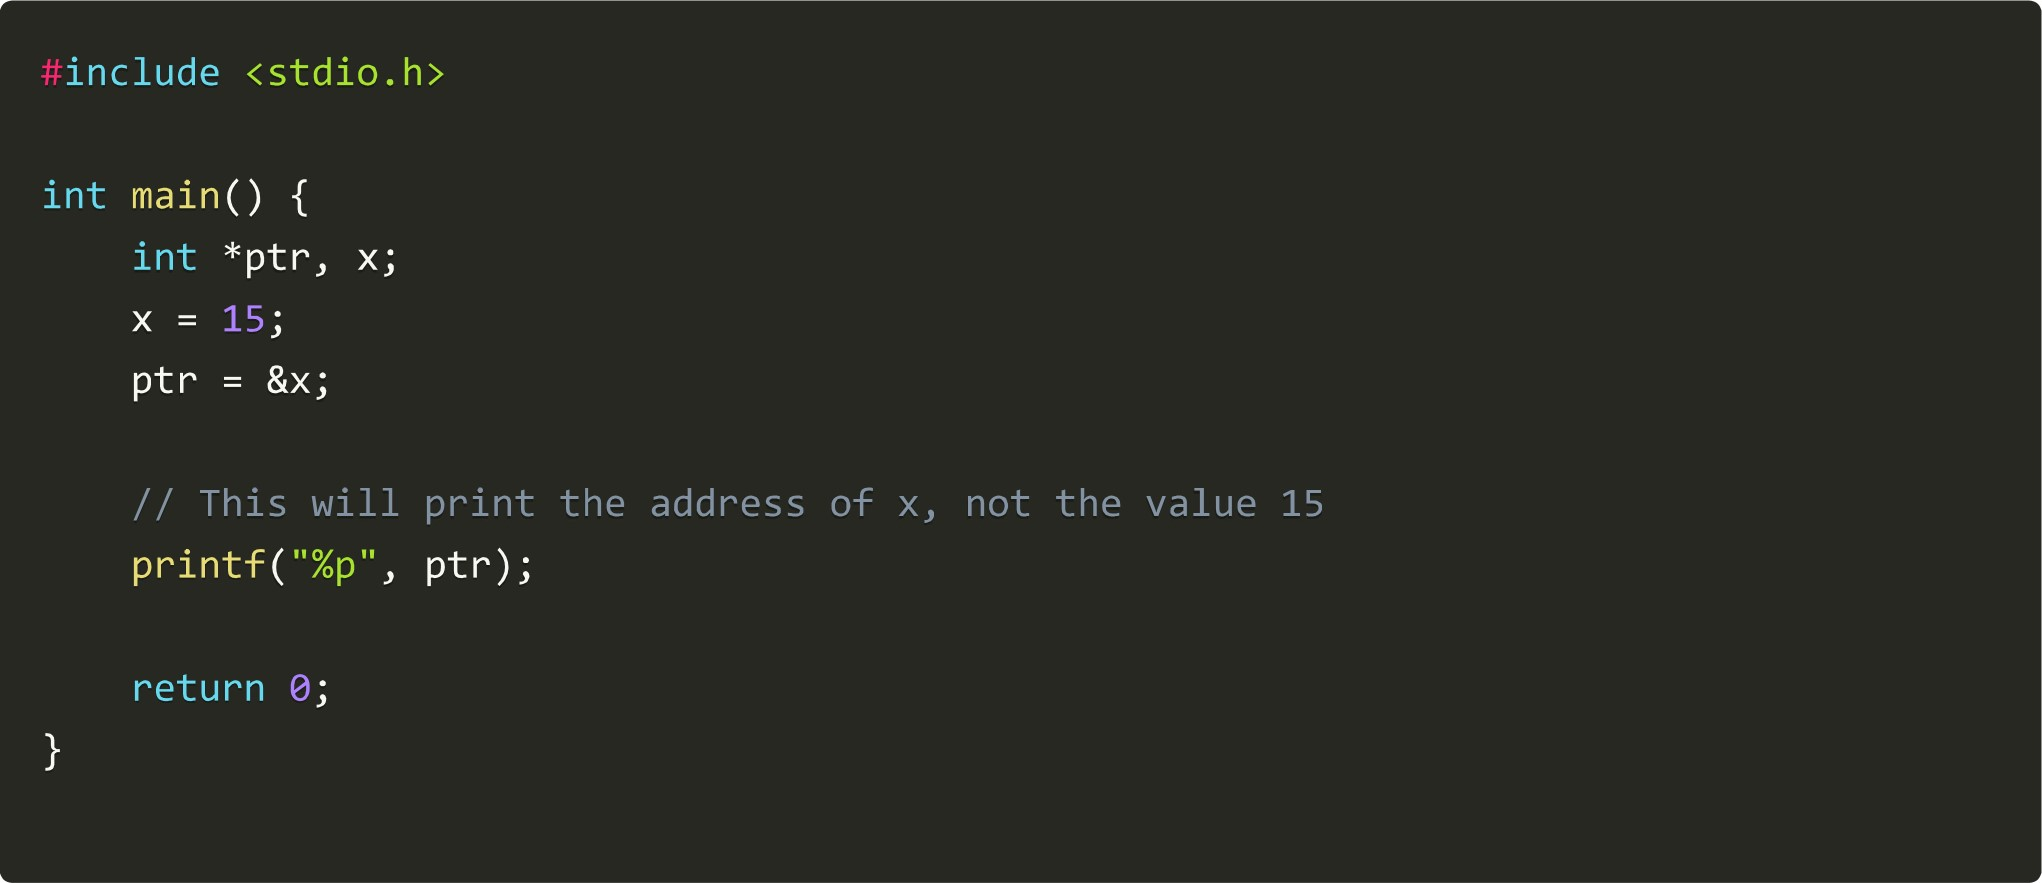 #include <stdio.h>
int main() {
    int *ptr, x;
    x = 15;
    ptr = &x;
    // This will print the address of x, not the value 15
    printf("%p", ptr);
    return 0;
}